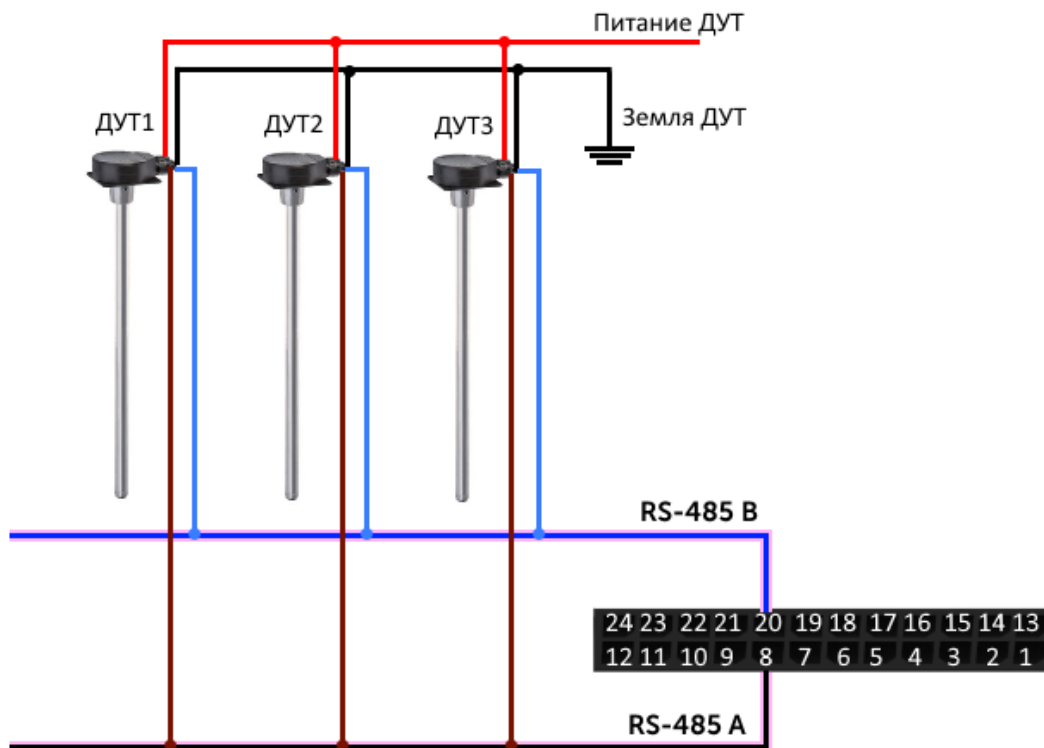 Питание ДУТ
Земля ДУТ
ДУТ1 ДУТ2 ДУТ3
RS-485 B
24 23 22 21 20 19 18 17 16 15 14 13
12 11 10 9 8 7 6 5 4 3 2 1
RS-485 A